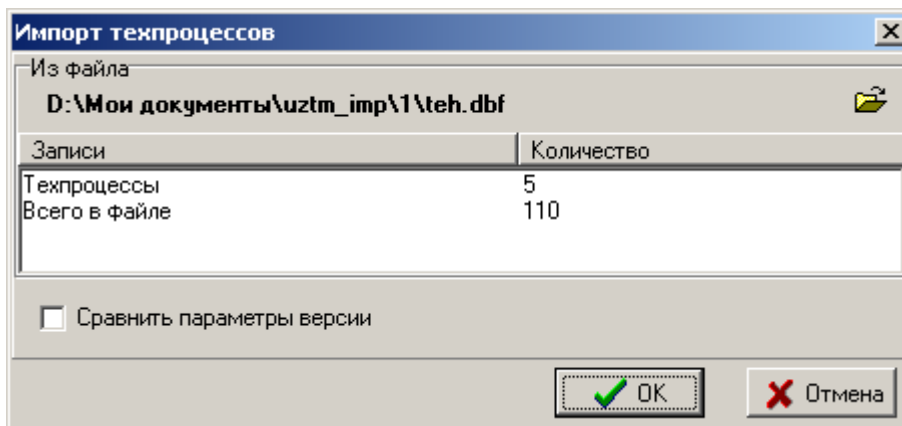 Импорт техпроцессов
Из файла
D:\Мои документы\uztm_imp\1\teh.dbf
Записи Количество
Техпроцессы 5
Всего в файле 110
Сравнить параметры версии
OK Отмена